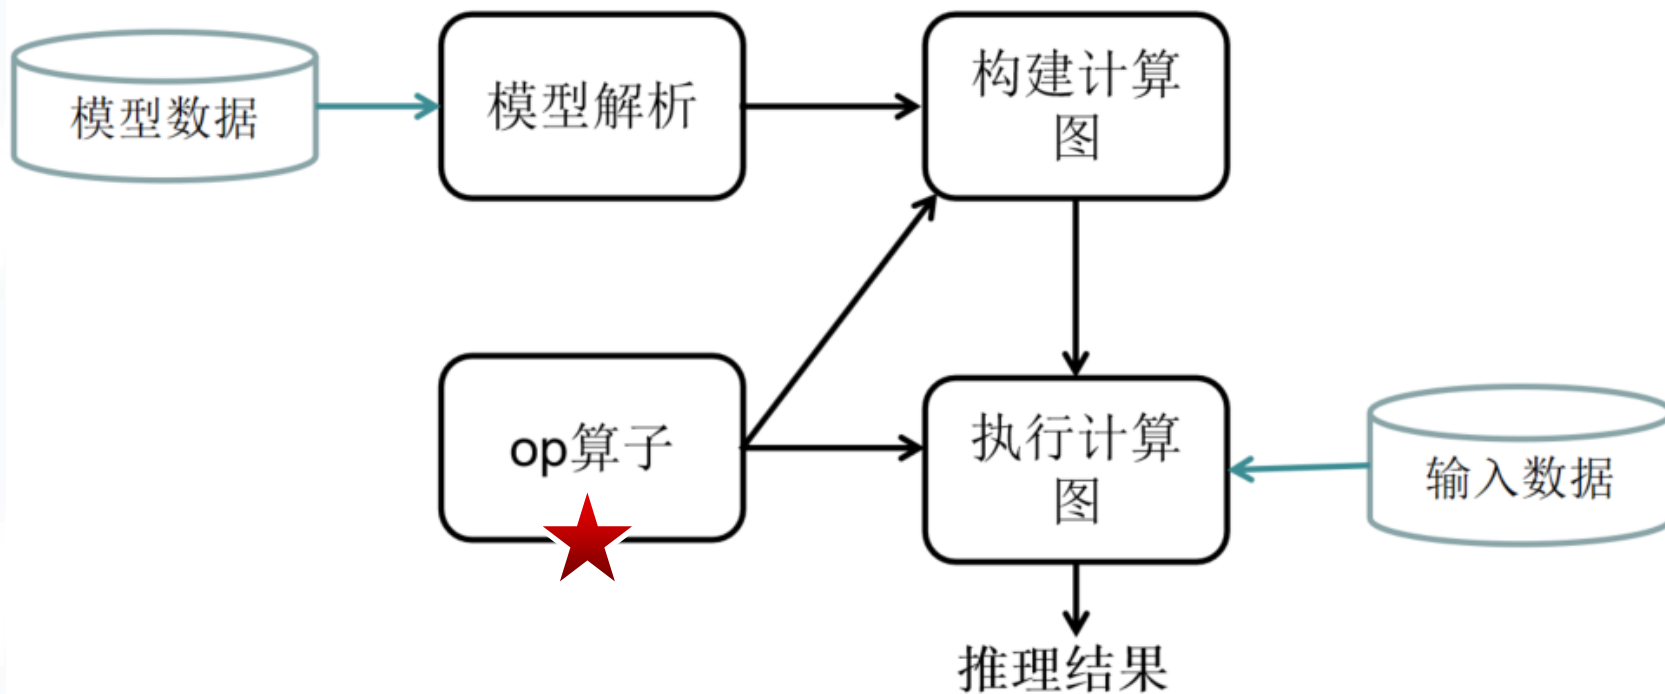 模型数据
模型解析
构建计算
图
op算子
执行计算
图
输入数据
推理结果